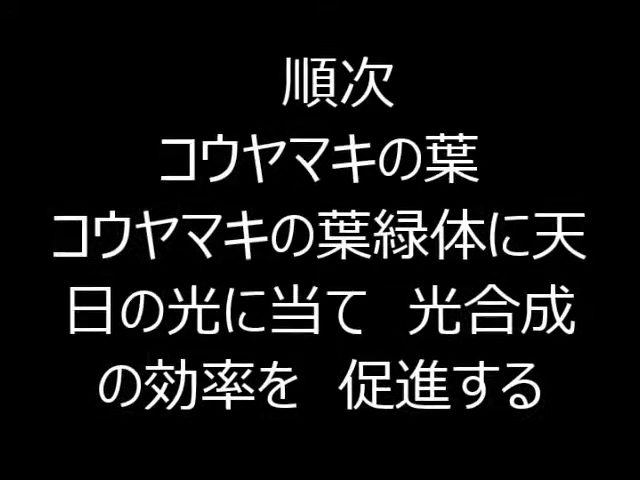 順次
コウヤマキの葉
コウヤマキの葉緑体に天
日の光に当て　光合成
の効率を　促進する